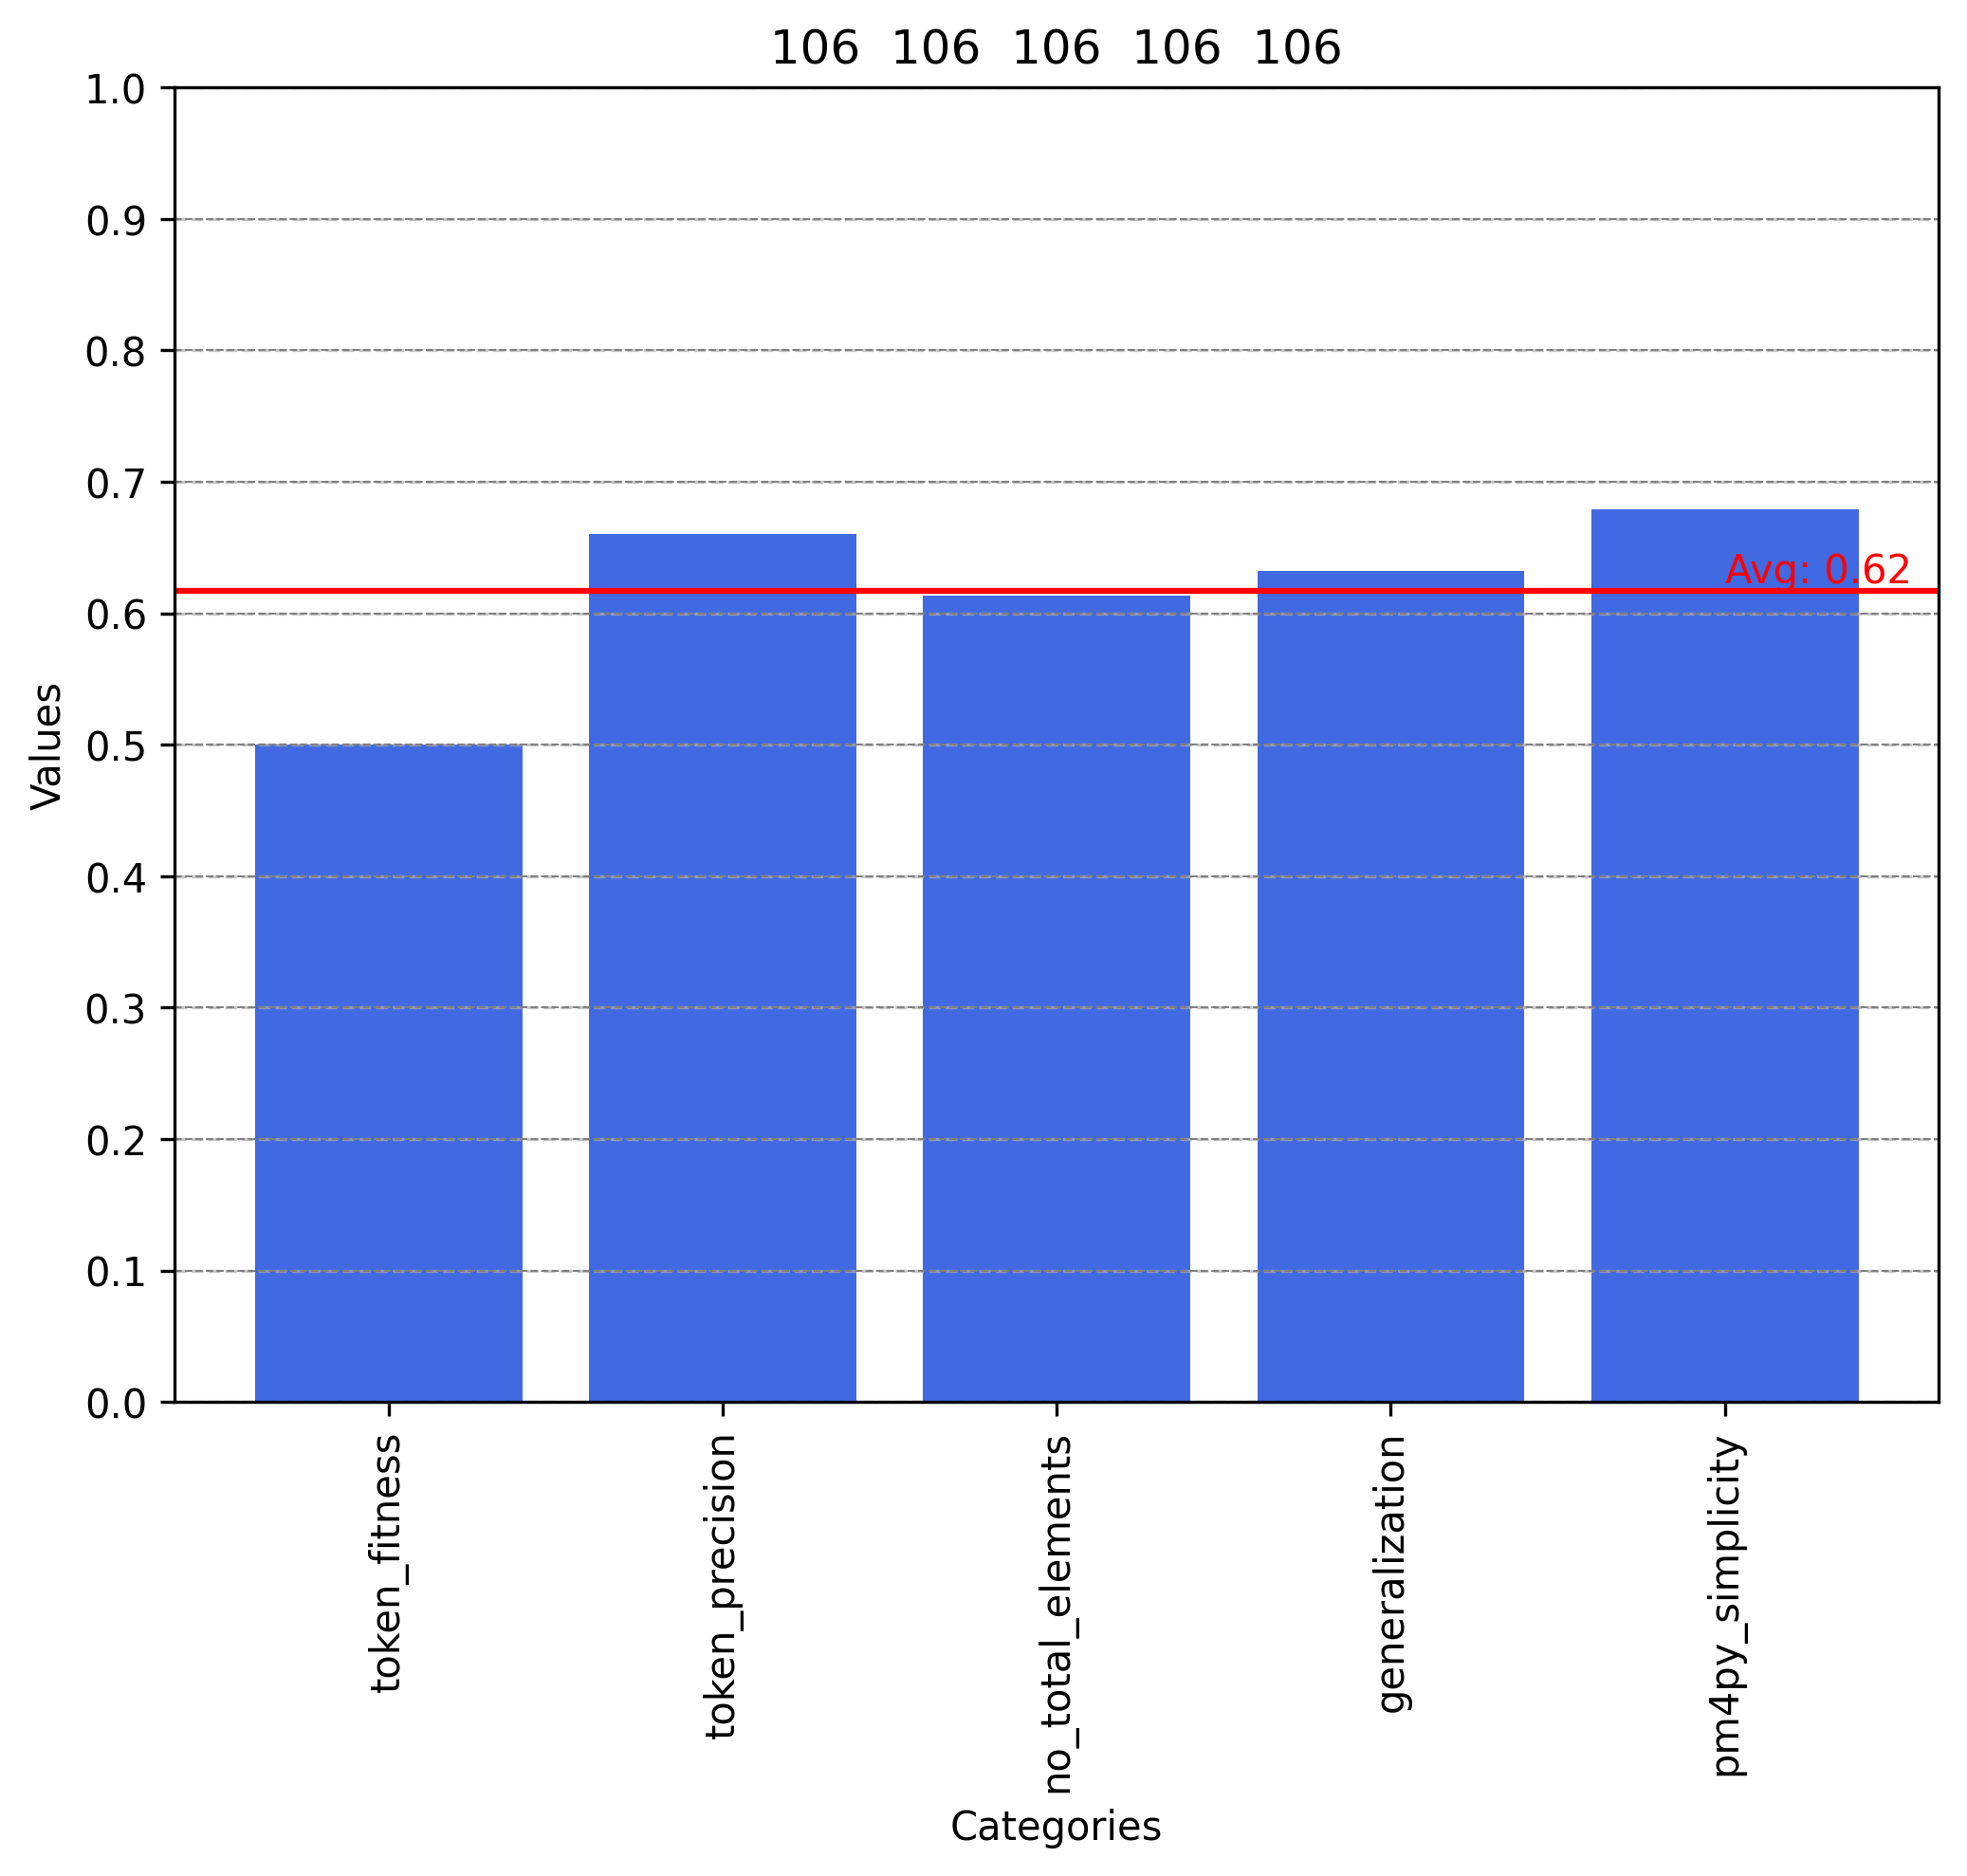 106  106  106  106  106
1.0
0.9
0.8
0.7
0.6
0.5
0.4
0.3
0.2
0.1
0.0
Values
Avg: 0.62
token_fitness
token_precision
no_total_elements
generalization
pm4py_simplicity
Categories